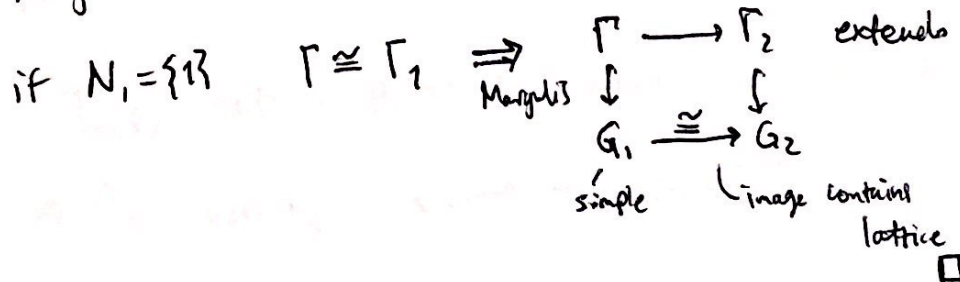 if N₁={1} Γ ≅ Γ₁ ⟹ Γ ⟶ Γ₂ extends
Margulis ↓ ↓
G₁ ≅⟶ G₂
simple image contains
lattice
□